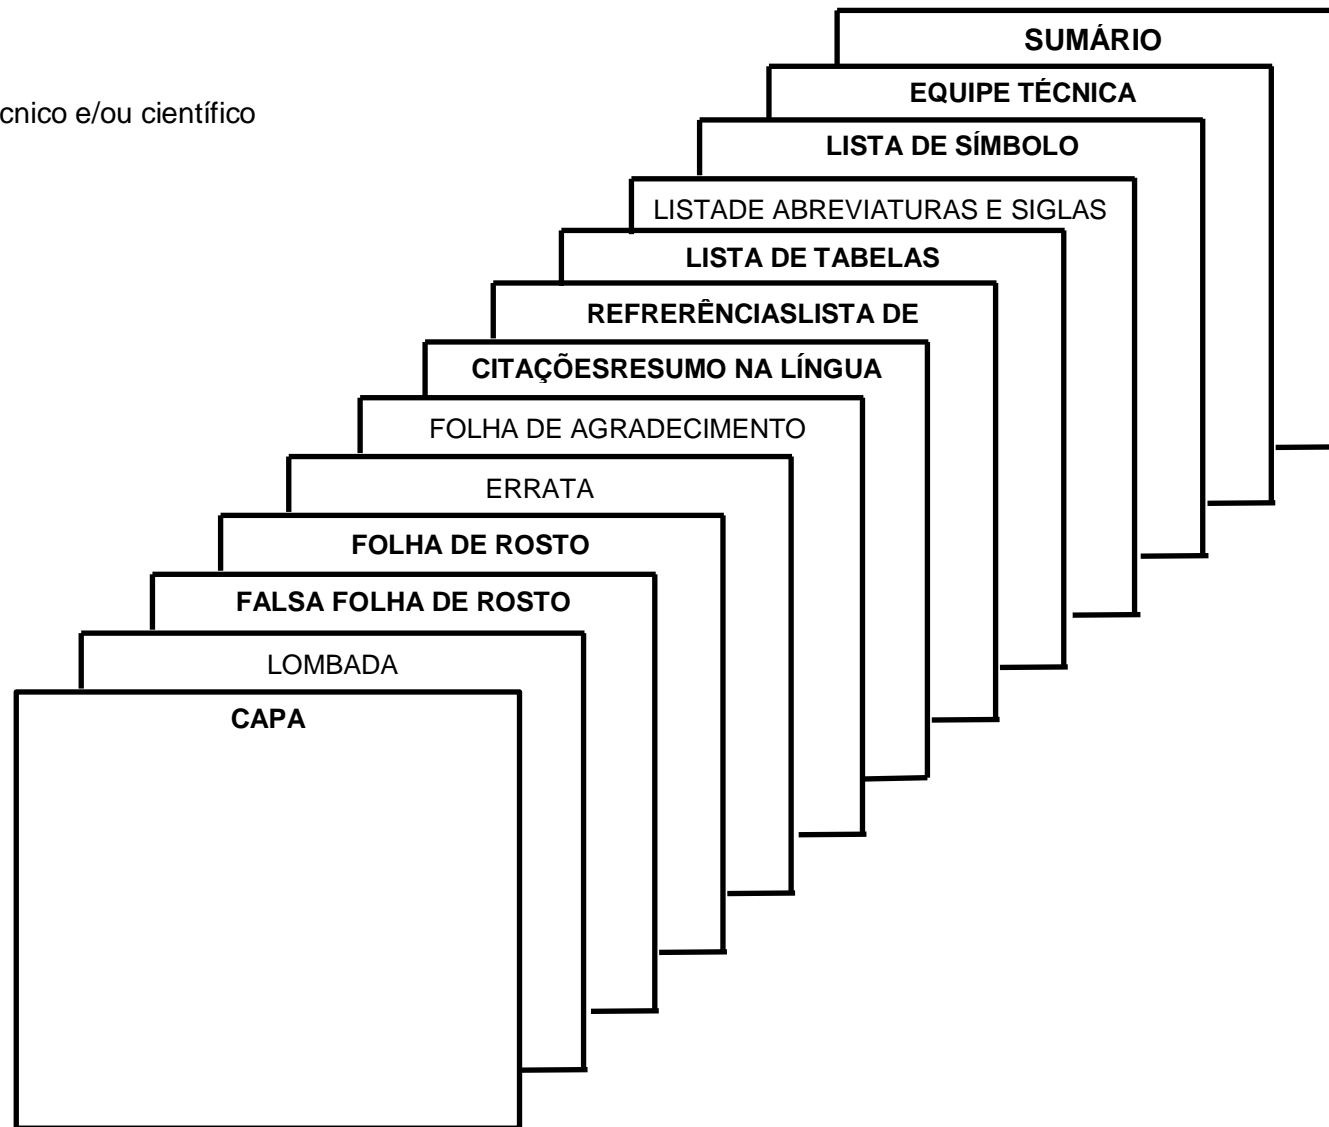 SUMÁRIO
EQUIPE TÉCNICA
cnico e/ou científico
LISTA DE SÍMBOLO
LISTADE ABREVIATURAS E SIGLAS
LISTA DE TABELAS
REFRERÊNCIASLISTA DE
CITAÇÕESRESUMO NA LÍNGUA
FOLHA DE AGRADECIMENTO
ERRATA
FOLHA DE ROSTO
FALSA FOLHA DE ROSTO
LOMBADA
CAPA